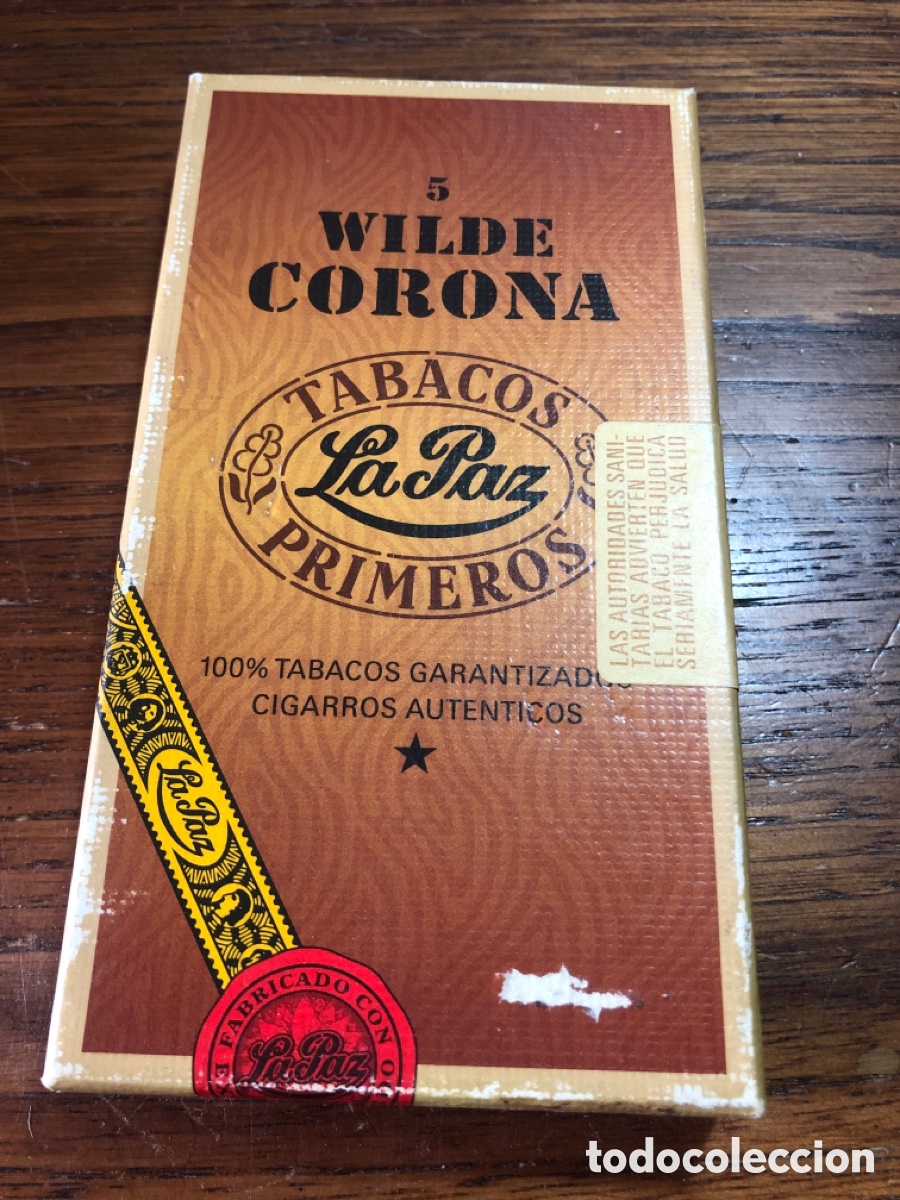 5
WILDE
CORONA
TABACOS
La Paz
PRIMEROS
LAS AUTORIDADES SANI-
TARIAS ADVIERTEN QUE
EL TABACO PERJUDICA
SERIAMENTE LA SALUD
100% TABACOS GARANTIZADOS
CIGARROS AUTENTICOS
La Paz
FABRICADO CON
La Paz
todocoleccion